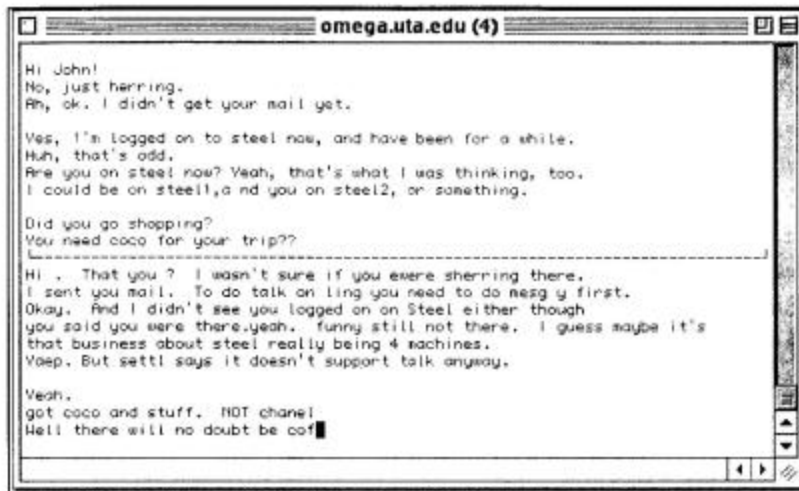 omega.uta.edu (4)
Hi John!
No, just herring.
Ah, ok. I didn't get your mail yet.
Yes, I'm logged on to steel now, and have been for a while.
Huh, that's odd.
Are you on steel now? Yeah, that's what I was thinking, too.
I could be on steel1,a nd you on steel2, or something.
Did you go shopping?
You need coco for your trip??
Hi . That you ? I wasn't sure if you ewere sherring there.
I sent you mail. To do talk on ling you need to do mesg y first.
Okay. And I didn't see you logged on on Steel either though
you said you were there.yeah. funny still not there. I guess maybe it's
that business about steel really being 4 machines.
Yaep. But settl says it doesn't support talk anyway.
Yeah.
got coco and stuff. NOT chanel
Well there will no doubt be cof